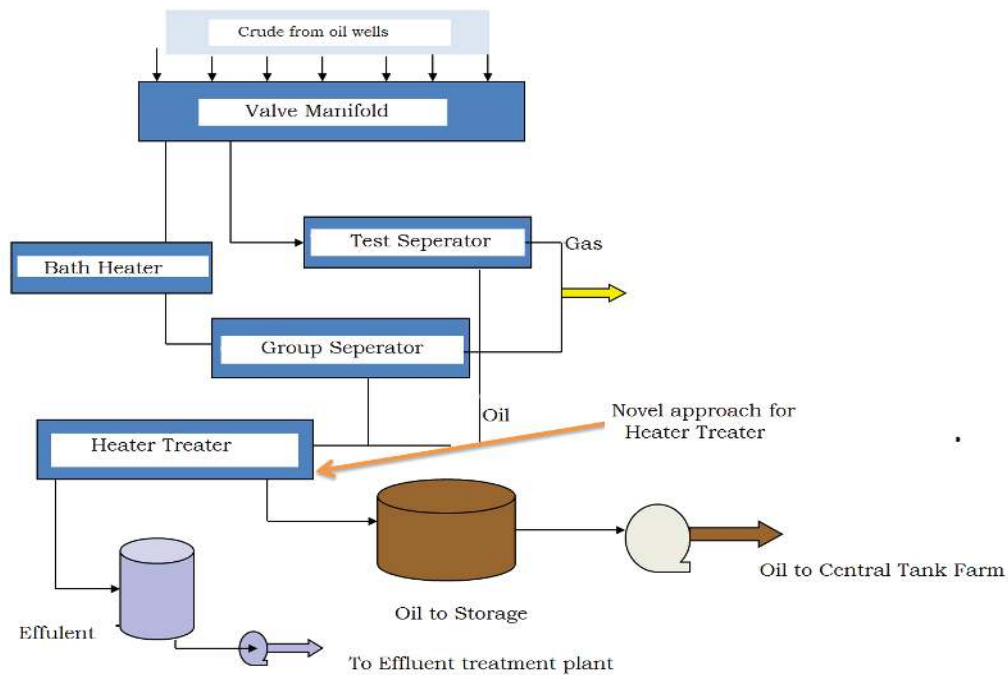 Crude from oil wells
Valve Manifold
Test Seperator
Gas
Bath Heater
Group Seperator
Oil
Novel approach for
Heater Treater
Heater Treater
.
Oil to Central Tank Farm
Oil to Storage
Effulent
To Effluent treatment plant